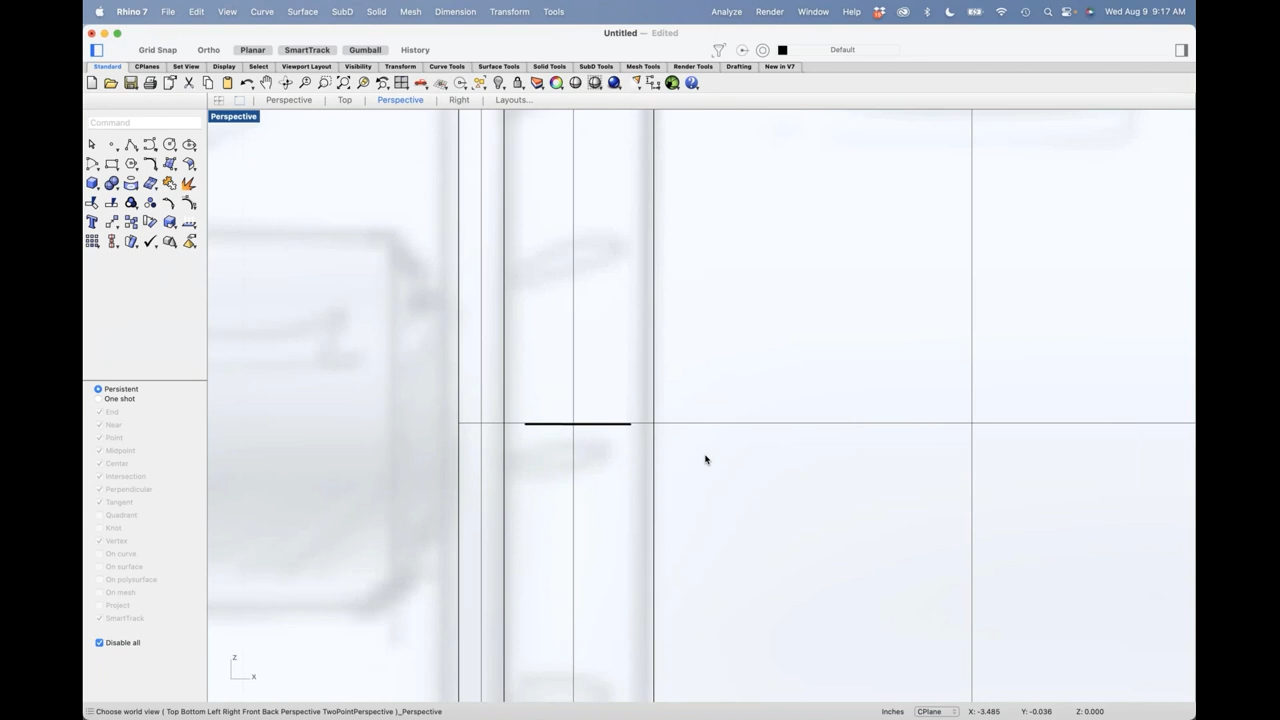 Rhino 7 File Edit View Curve Surface SubD Solid Mesh Dimension Transform Tools Analyze Render Window Help Wed Aug 9 9:17 AM
Untitled — Edited
Grid Snap Ortho Planar SmartTrack Gumball History Default
Standard CPlanes Set View Display Select Viewport Layout Visibility Transform Curve Tools Surface Tools Solid Tools SubD Tools Mesh Tools Render Tools Drafting New in V7
Perspective Top Perspective Right Layouts...
Perspective
Command
Persistent
One shot
End
Near
Point
Midpoint
Center
Intersection
Perpendicular
Tangent
Quadrant
Knot
Vertex
On curve
On surface
On polysurface
On mesh
Project
SmartTrack
Disable all
z
x
Choose world view ( Top Bottom Left Right Front Back Perspective TwoPointPerspective )_Perspective Inches CPlane X: -3.485 Y: -0.036 Z: 0.000